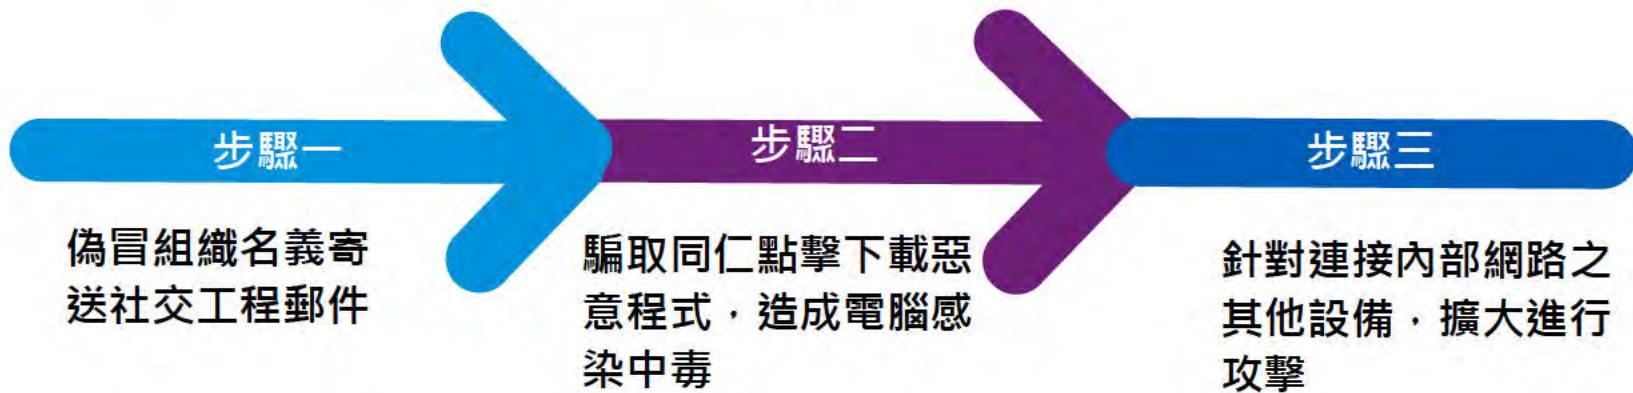 步驟一
偽冒組織名義寄
送社交工程郵件
步驟二
騙取同仁點擊下載惡
意程式，造成電腦感
染中毒
步驟三
針對連接內部網路之
其他設備，擴大進行
攻擊